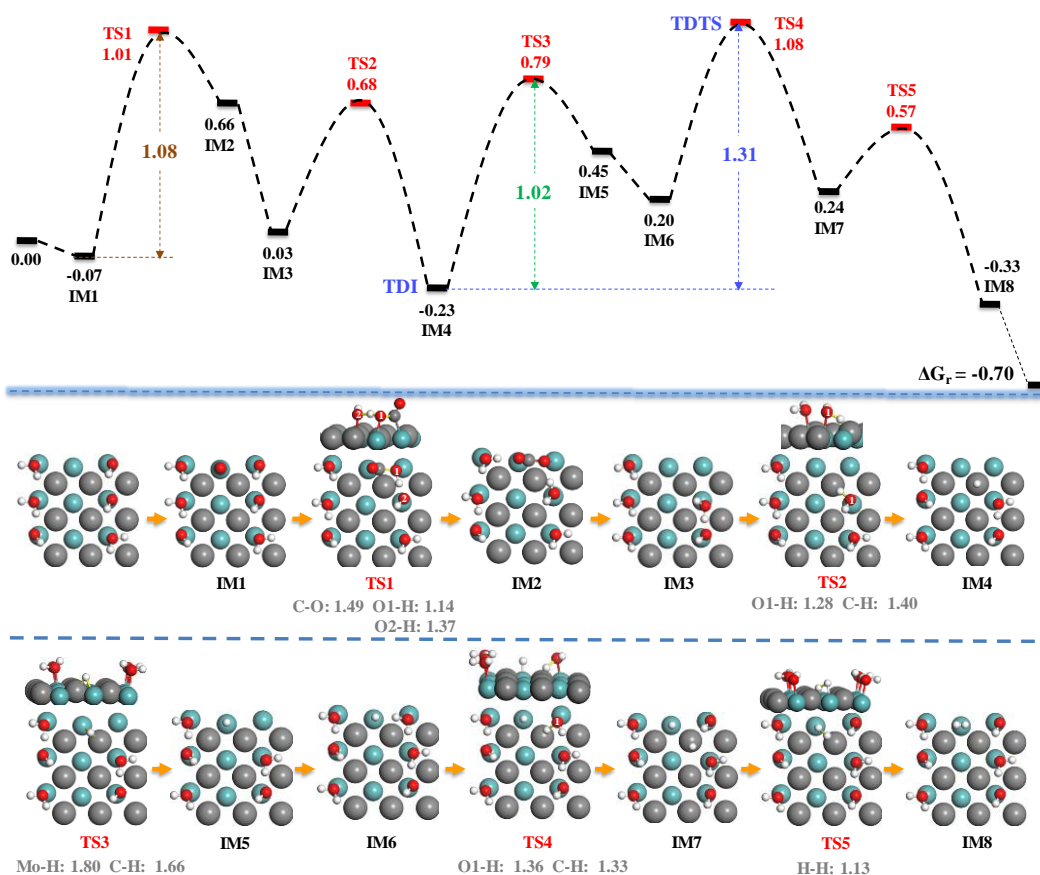 TS1
1.01
TS2
0.68
TS3
0.79
TDTS
TS4
1.08
TS5
0.57
0.66
IM2
1.08
1.02
1.31
0.45
IM5
0.20
IM6
0.24
IM7
0.00
-0.07
IM1
0.03
IM3
TDI
-0.23
IM4
-0.33
IM8
ΔGr = -0.70
2
1
1
2
1
1
IM1
TS1
IM2
IM3
TS2
IM4
C-O: 1.49 O1-H: 1.14
O2-H: 1.37
O1-H: 1.28 C-H: 1.40
1
TS3
IM5
IM6
TS4
IM7
TS5
IM8
Mo-H: 1.80 C-H: 1.66
O1-H: 1.36 C-H: 1.33
H-H: 1.13